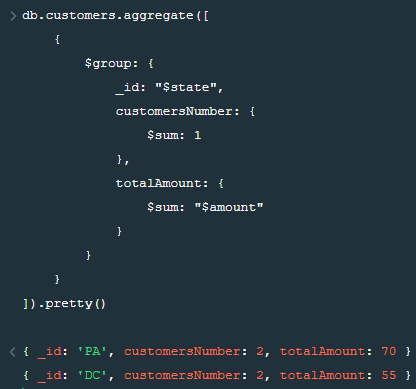 > db.customers.aggregate([
{
$group: {
_id: "$state",
customersNumber: {
$sum: 1
},
totalAmount: {
$sum: "$amount"
}
}
}
]).pretty()
< { _id: 'PA', customersNumber: 2, totalAmount: 70 }
{ _id: 'DC', customersNumber: 2, totalAmount: 55 }